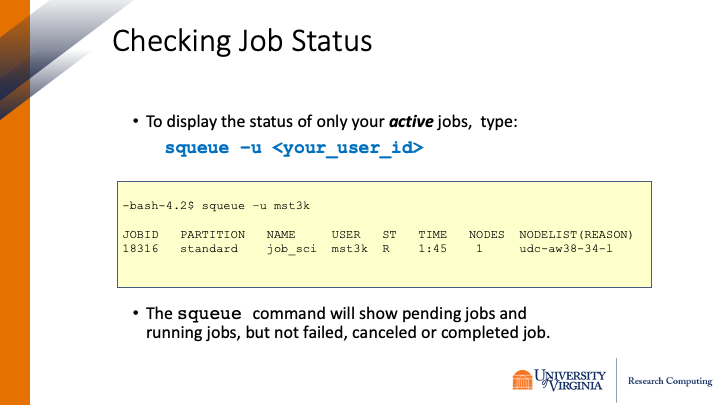 Checking Job Status
• To display the status of only your active jobs, type:
squeue –u <your_user_id>
-bash-4.2$ squeue –u mst3k
JOBID PARTITION NAME USER ST TIME NODES NODELIST(REASON)
18316 standard job_sci mst3k R 1:45 1 udc-aw38-34-l
• The squeue command will show pending jobs and
running jobs, but not failed, canceled or completed job.
UNIVERSITY
of VIRGINIA
Research Computing